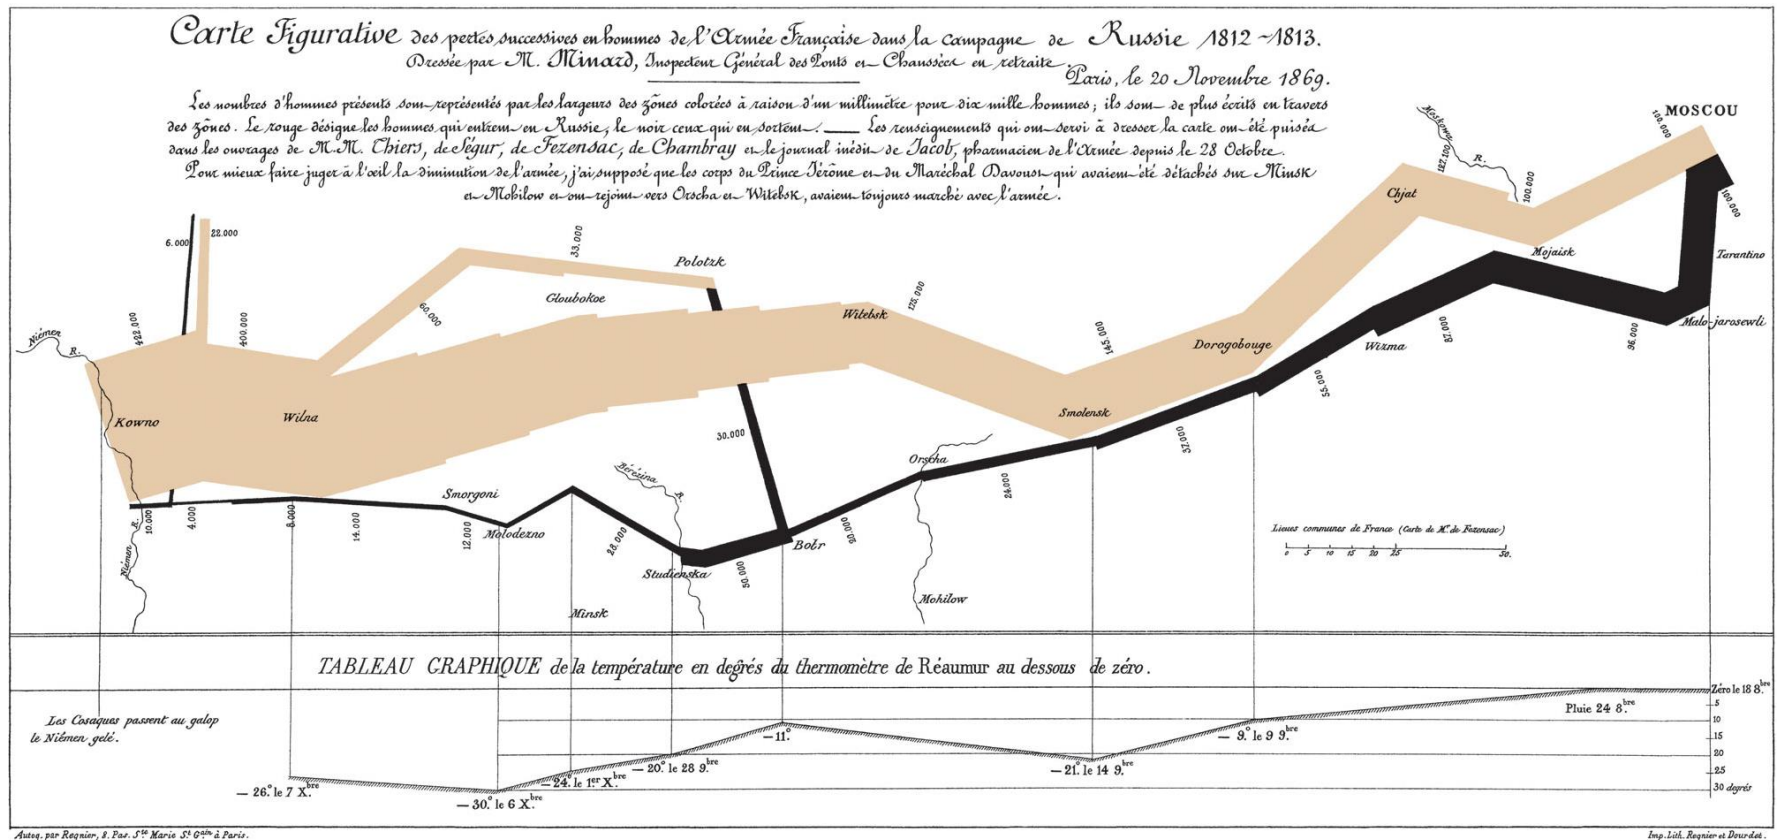 Carte Figurative des pertes successives en hommes de l'Armée Française dans la campagne de Russie 1812~1813.
Dressée par M. Minard, Inspecteur Général des Ponts et Chaussées en retraite.
Paris, le 20 Novembre 1869.
Les nombres d'hommes présents sont représentés par les largeurs des zônes colorées à raison d'un millimètre pour dix mille hommes; ils sont de plus écrits en travers
des zônes. Le rouge désigne les hommes qui entrent en Russie, le noir ceux qui en sortent. ___ Les renseignements qui ont servi à dresser la carte ont été puisés
dans les ouvrages de M.M. Thiers, de Ségur, de Fezensac, de Chambray et le journal inédit de Jacob, pharmacien de l'Armée depuis le 28 Octobre.
Pour mieux faire juger à l'œil la diminution de l'armée, j'ai supposé que les corps du Prince Jérôme et du Maréchal Davoust qui avaient été détachés sur Minsk
et Mohilow et ont rejoint vers Orscha et Witebsk, avaient toujours marché avec l'armée.
MOSCOU
100.000
Moskowa
R.
127.100
100.000
Chjat
100.000
Mojaisk
Tarantino
Malo-jarosewli
6.000
22.000
33.000
Polotzk
Gloubokoe
60.000
175.000
Witebsk
Niémen
R.
422.000
400.000
145.000
Dorogobouge
Wizma
87.000
96.000
55.000
Kowno
Wilna
Smolensk
37.000
30.000
Orscha
24.000
Bérézina
R.
Smorgoni
Molodezno
Studienska
Bobr
20.000
50.000
28.000
12.000
14.000
8.000
4.000
10.000
R.
Niémen
Minsk
Mohilow
Lieues communes de France (Carte de M. de Fezensac)
0 5 10 15 20 25 50.
TABLEAU GRAPHIQUE de la température en degrés du thermomètre de Réaumur au dessous de zéro.
Les Cosaques passent au galop
le Niémen gelé.
Zéro le 18 8.bre
Pluie 24 8.bre
5
10
15
20
25
30 degrés
— 9.° le 9 9.bre
— 21.° le 14 9.bre
— 11.°
— 20.° le 28 9.bre
— 24.° le 1.er X.bre
— 30.° le 6 X.bre
— 26.° le 7 X.bre
Autog. par Regnier, 8. Pas. S.te Marie S.t G.ain à Paris.
Imp. Lith. Regnier et Dourdet.